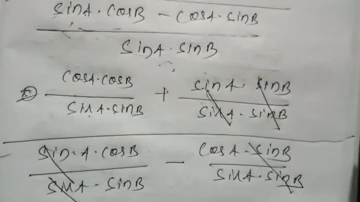 SinA · CosB − CosA · SinB
SinA · SinB
CosA · CosB + SinA · SinB
SinA · SinB SinA · SinB
Sin · A · CosB − CosA · SinB
SinA · SinB SinA · SinB